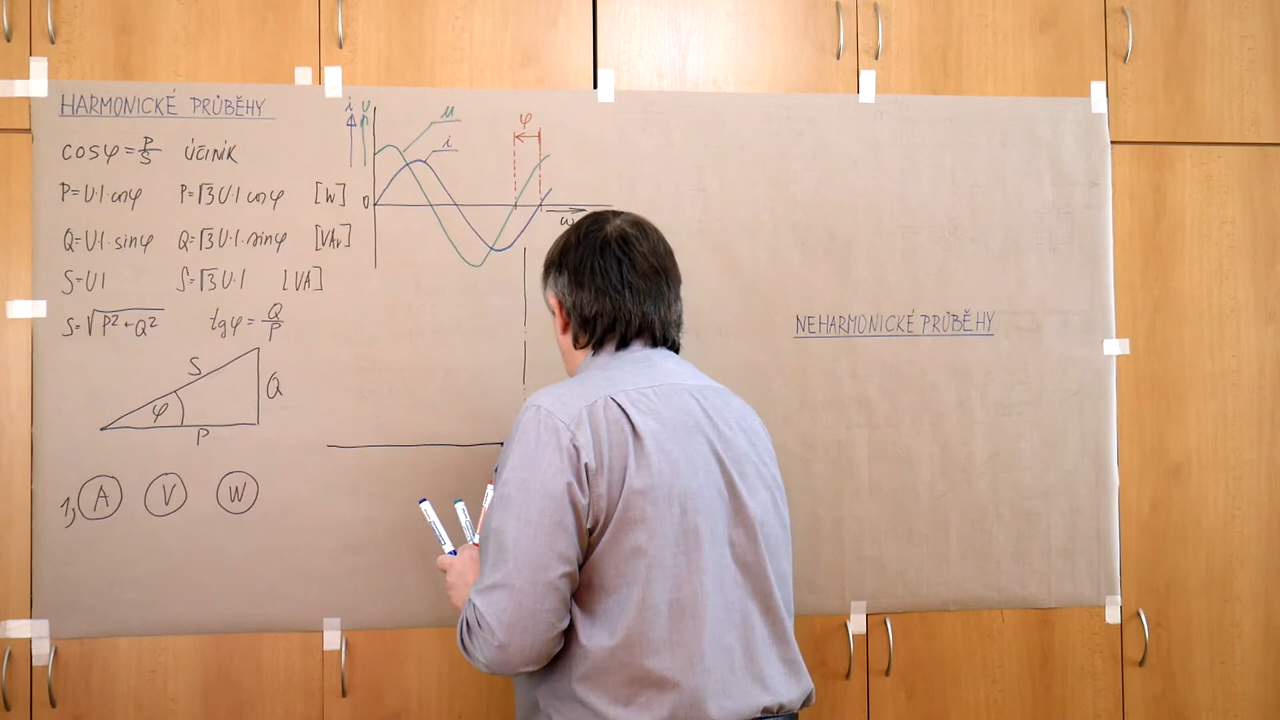 HARMONICKÉ PRŮBĚHY
cosφ = P/S ÚČINÍK
P=U·I·cosφ P=√3 U·I cosφ [W]
Q=U·I·sinφ Q=√3 U·I·sinφ [VAr]
S=U I S=√3 U·I [VA]
S=√P²+Q² tgφ = Q/P
S
φ
Q
P
1, A V W
i u
u
i
φ
0
NEHARMONICKÉ PRŮBĚHY